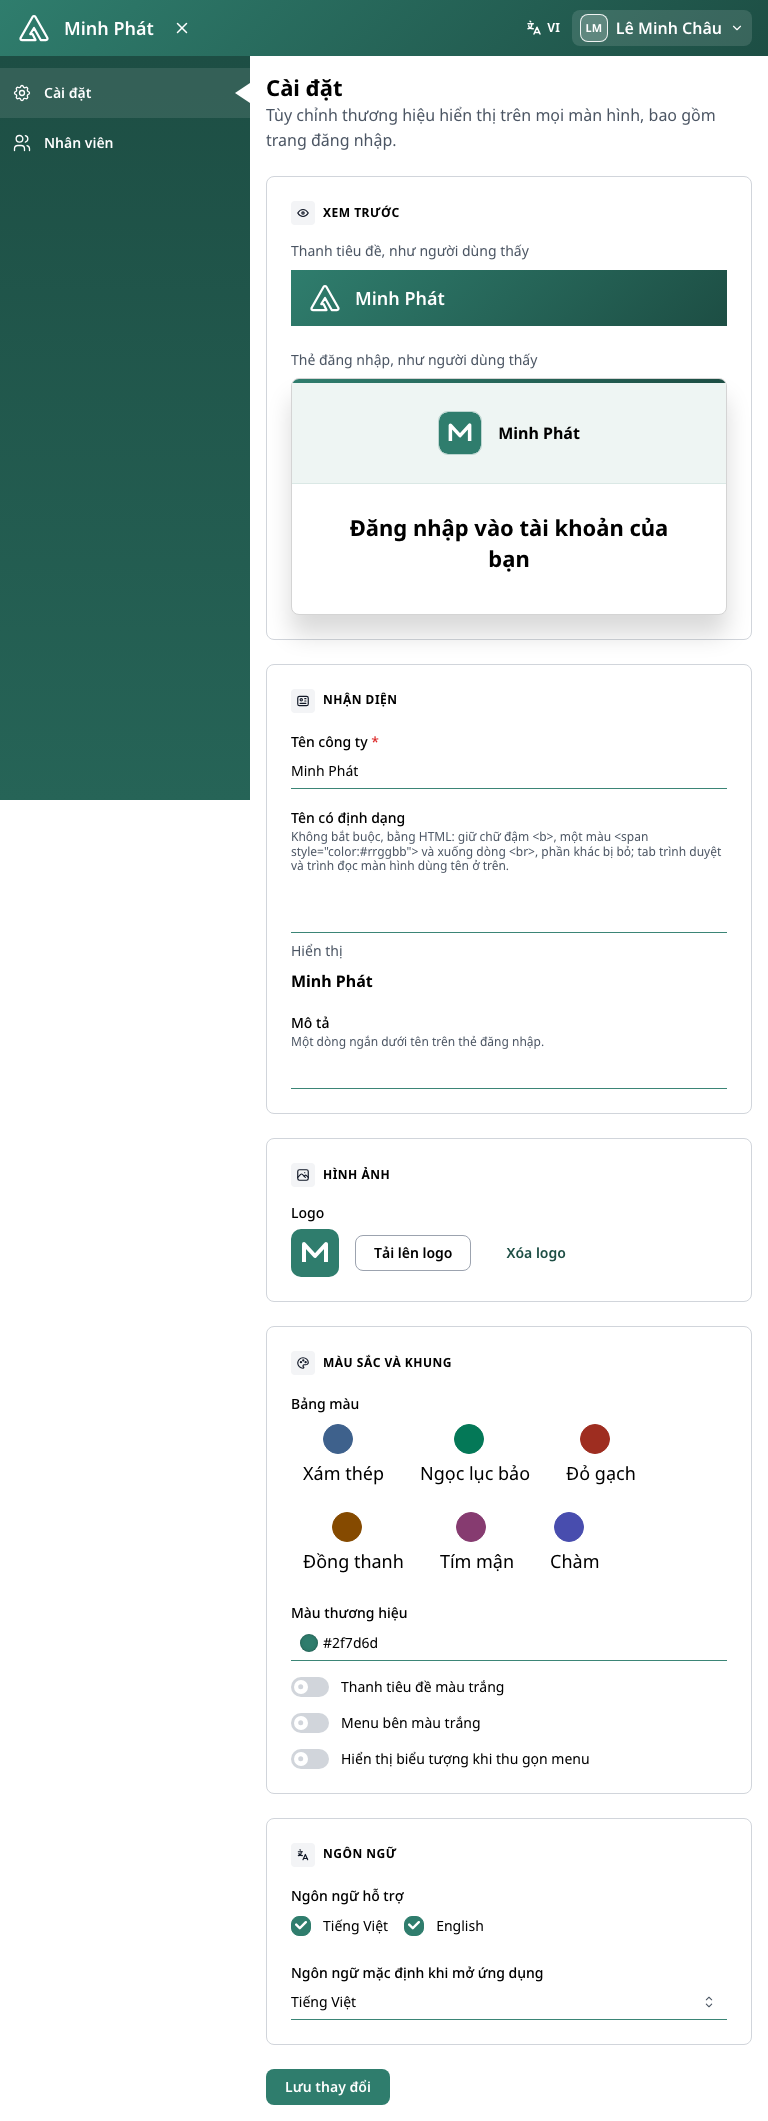 Minh Phát
VI
LM
Lê Minh Châu
Cài đặt
Nhân viên
Cài đặt
Tùy chỉnh thương hiệu hiển thị trên mọi màn hình, bao gồm
trang đăng nhập.
XEM TRƯỚC
Thanh tiêu đề, như người dùng thấy
Minh Phát
Thẻ đăng nhập, như người dùng thấy
Minh Phát
Đăng nhập vào tài khoản của
bạn
NHẬN DIỆN
Tên công ty *
Minh Phát
Tên có định dạng
Không bắt buộc, bằng HTML: giữ chữ đậm <b>, một màu <span
style="color:#rrggbb"> và xuống dòng <br>, phần khác bị bỏ; tab trình duyệt
và trình đọc màn hình dùng tên ở trên.
Hiển thị
Minh Phát
Mô tả
Một dòng ngắn dưới tên trên thẻ đăng nhập.
HÌNH ẢNH
Logo
Tải lên logo
Xóa logo
MÀU SẮC VÀ KHUNG
Bảng màu
Xám thép
Ngọc lục bảo
Đỏ gạch
Đồng thanh
Tím mận
Chàm
Màu thương hiệu
#2f7d6d
Thanh tiêu đề màu trắng
Menu bên màu trắng
Hiển thị biểu tượng khi thu gọn menu
NGÔN NGỮ
Ngôn ngữ hỗ trợ
Tiếng Việt
English
Ngôn ngữ mặc định khi mở ứng dụng
Tiếng Việt
Lưu thay đổi